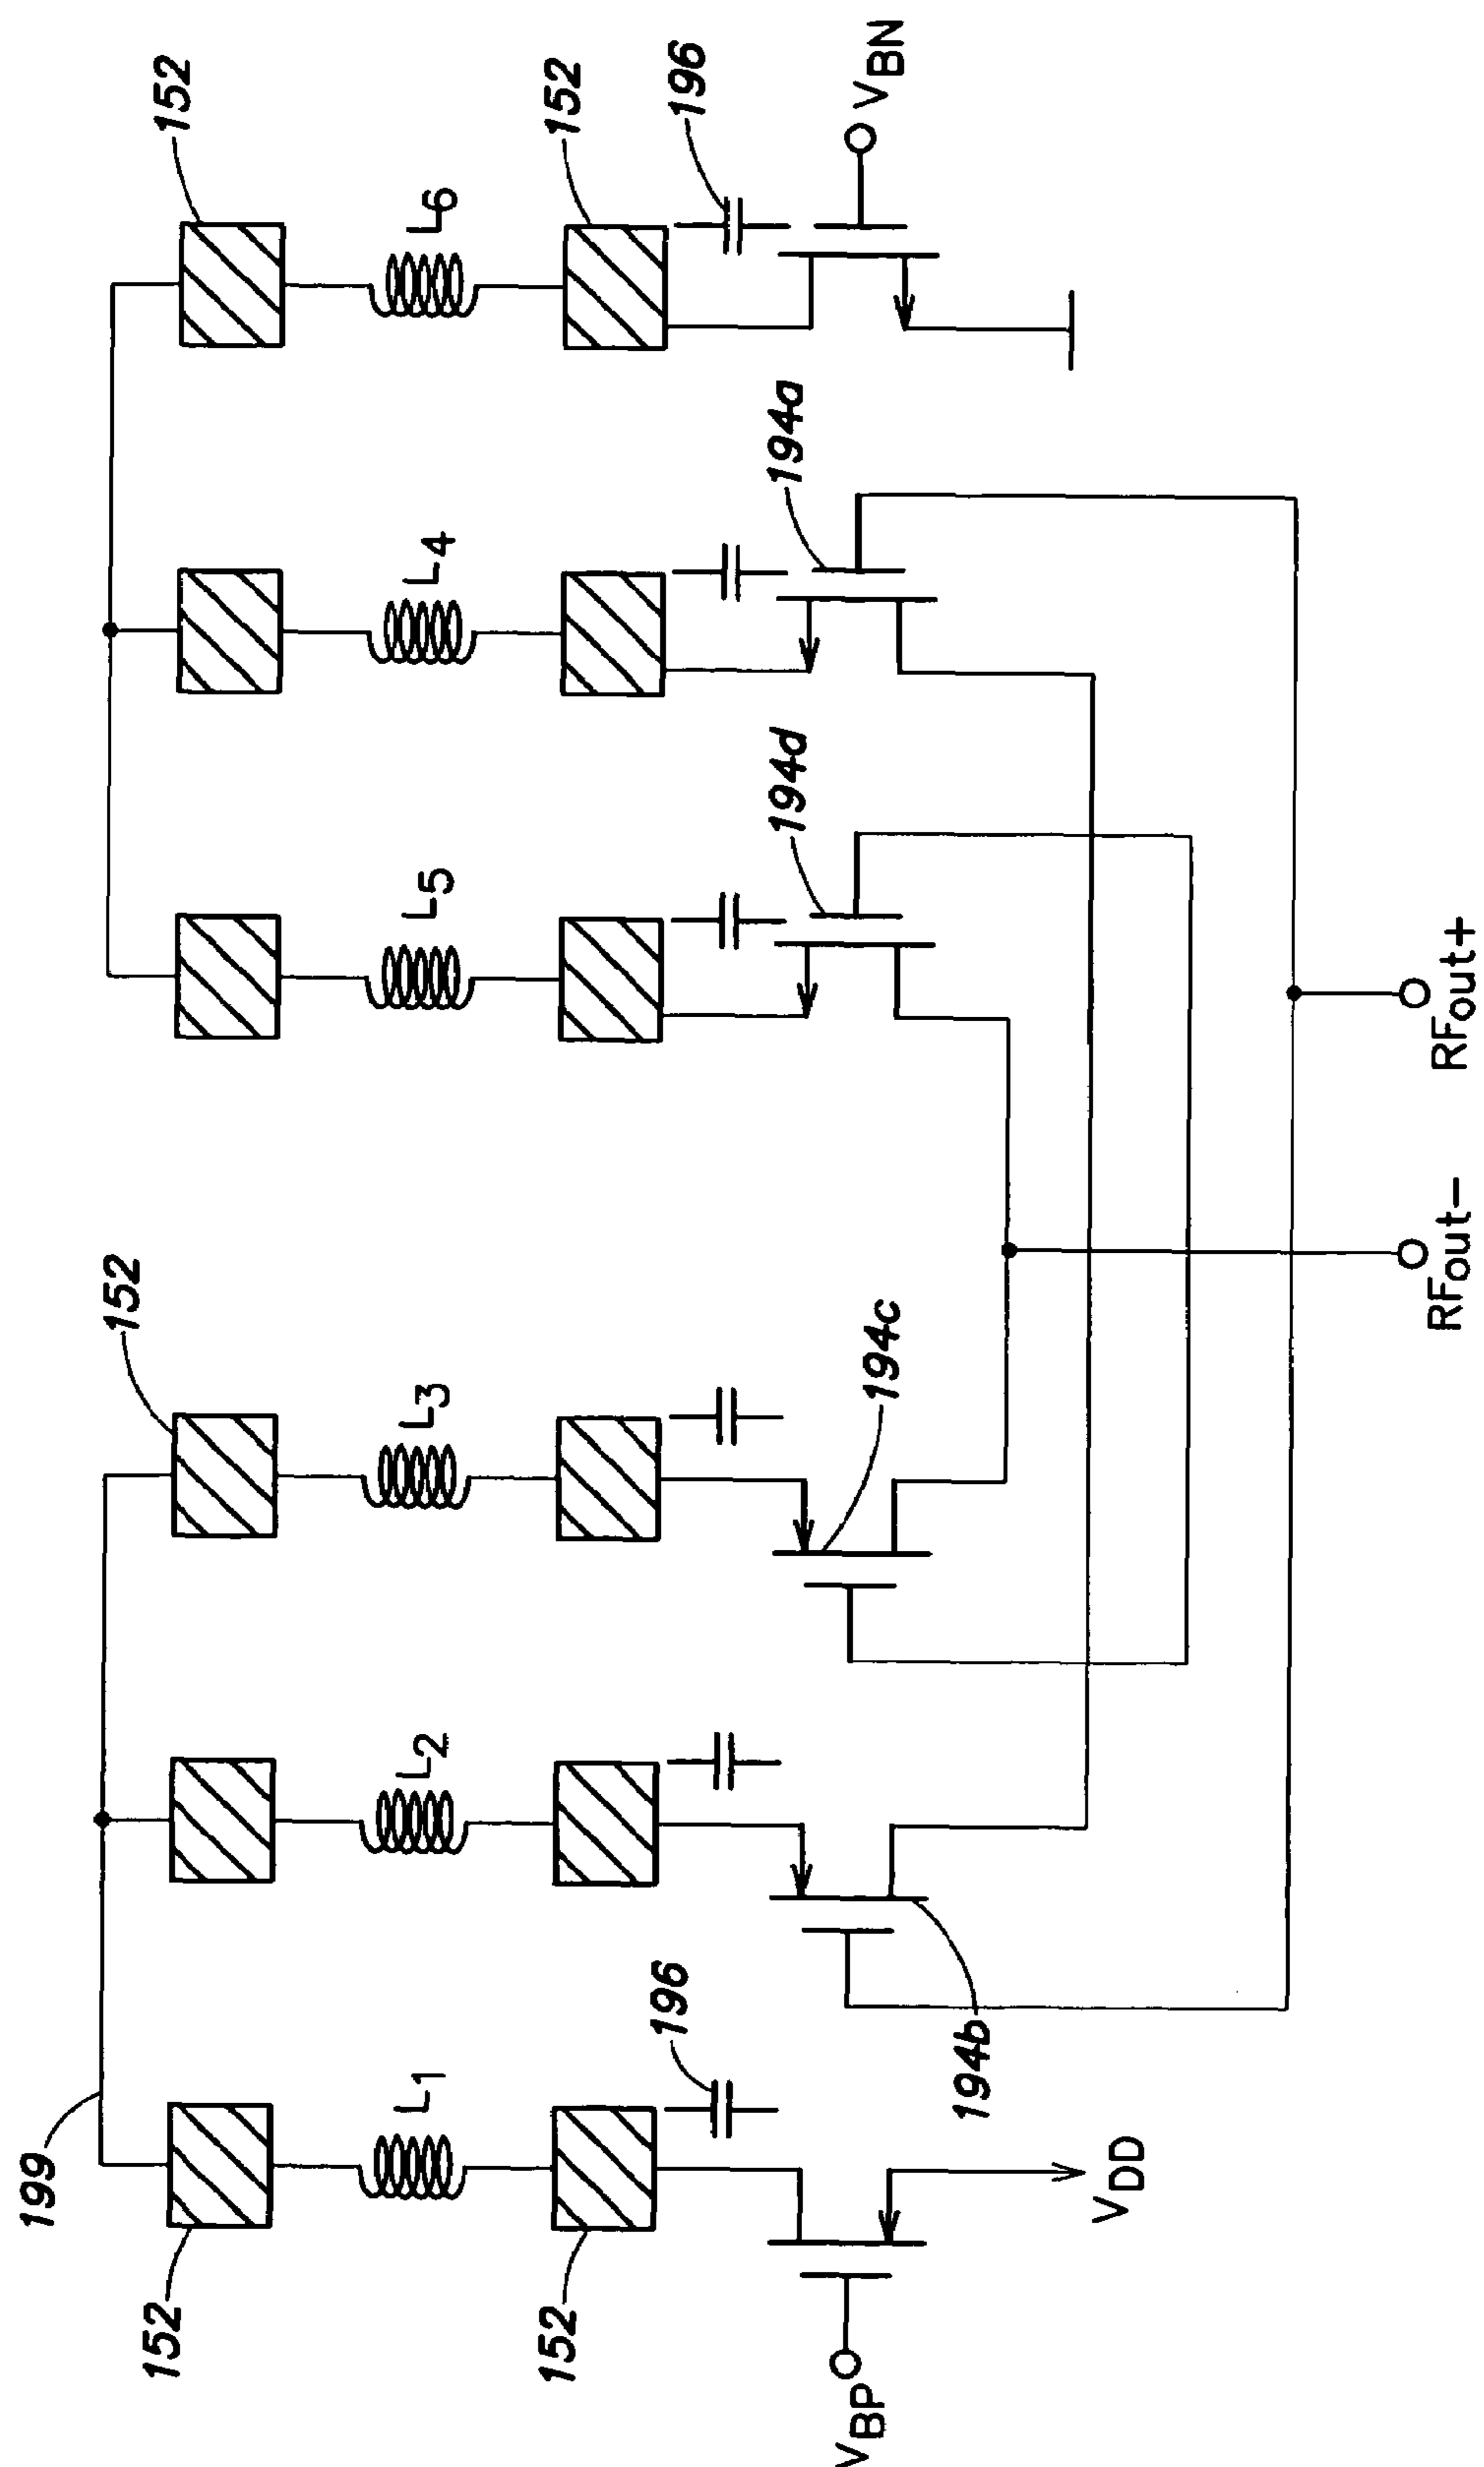 199
152
152
152
L1
L2
L3
L5
L4
L6
152
152
196
196
194b
194c
194d
194a
VBP
VDD
VBN
RFout−
RFout+